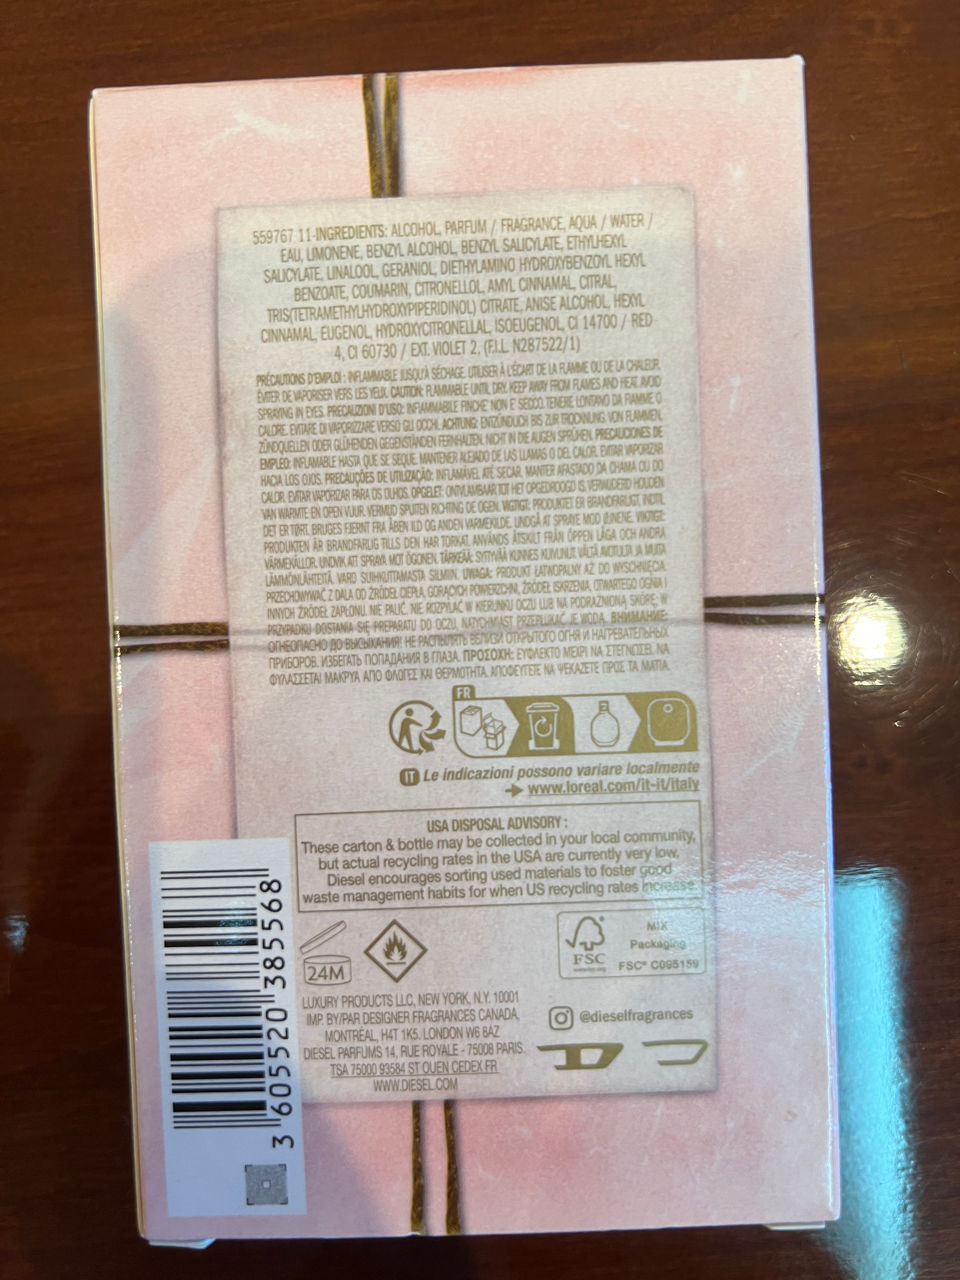 559767 11-INGREDIENTS: ALCOHOL, PARFUM / FRAGRANCE, AQUA / WATER /
EAU, LIMONENE, BENZYL ALCOHOL, BENZYL SALICYLATE, ETHYLHEXYL
SALICYLATE, LINALOOL, GERANIOL, DIETHYLAMINO HYDROXYBENZOYL HEXYL
BENZOATE, COUMARIN, CITRONELLOL, AMYL CINNAMAL, CITRAL,
TRIS(TETRAMETHYLHYDROXYPIPERIDINOL) CITRATE, ANISE ALCOHOL, HEXYL
CINNAMAL, EUGENOL, HYDROXYCITRONELLAL, ISOEUGENOL, CI 14700 / RED
4, CI 60730 / EXT. VIOLET 2, (F.I.L. N287522/1)
PRÉCAUTIONS D'EMPLOI : INFLAMMABLE JUSQU'À SÉCHAGE. UTILISER À L'ÉCART DE LA FLAMME OU DE LA CHALEUR.
ÉVITER DE VAPORISER VERS LES YEUX. CAUTION: FLAMMABLE UNTIL DRY. KEEP AWAY FROM FLAMES AND HEAT. AVOID
SPRAYING IN EYES. PRECAUZIONI D'USO: INFIAMMABILE FINCHE' NON E' SECCO. TENERE LONTANO DA FIAMME O
CALORE. EVITARE DI VAPORIZZARE VERSO GLI OCCHI. ACHTUNG: ENTZÜNDLICH BIS ZUR TROCKNUNG. VON FLAMMEN,
ZÜNDQUELLEN ODER GLÜHENDEN GEGENSTÄNDEN FERNHALTEN. NICHT IN DIE AUGEN SPRÜHEN. PRECAUCIONES DE
EMPLEO: INFLAMABLE HASTA QUE SE SEQUE. MANTENER ALEJADO DE LAS LLAMAS O DEL CALOR. EVITAR VAPORIZAR
HACIA LOS OJOS. PRECAUÇÕES DE UTILIZAÇÃO: INFLAMÁVEL ATÉ SECAR. MANTER AFASTADO DA CHAMA OU DO
CALOR. EVITAR VAPORIZAR PARA OS OLHOS. OPGELET: ONTVLAMBAAR TOT HET OPGEDROOGD IS. VERWIJDERD HOUDEN
VAN WARMTE EN OPEN VUUR. VERMIJD SPUITEN RICHTING DE OGEN. VIGTIGT: PRODUKTET ER BRANDFARLIGT, INDTIL
DET ER TØRT. BRUGES FJERNT FRA ÅBEN ILD OG ANDEN VARMEKILDE. UNDGÅ AT SPRAYE MOD ØJNENE. VIKTIGT:
PRODUKTEN ÄR BRANDFARLIG TILLS DEN HAR TORKAT. ANVÄNDS ÅTSKILT FRÅN ÖPPEN LÅGA OCH ANDRA
VÄRMEKÄLLOR. UNDVIK ATT SPRAYA MOT ÖGONEN. TÄRKEÄÄ: SYTTYVÄÄ KUNNES KUIVUNUT. VÄLTÄ AVOTULTA JA MUITA
LÄMMÖNLÄHTEITÄ. VARO SUIHKUTTAMASTA SILMIIN. UWAGA: PRODUKT ŁATWOPALNY AŻ DO WYSCHNIĘCIA.
PRZECHOWYWAĆ Z DALA OD ŹRÓDEŁ CIEPŁA, GORĄCYCH POWIERZCHNI, ŹRÓDEŁ ISKRZENIA, OTWARTEGO OGNIA I
INNYCH ŹRÓDEŁ ZAPŁONU. NIE PALIĆ. NIE ROZPYLAĆ W KIERUNKU OCZU LUB NA PODRAŻNIONĄ SKÓRĘ; W
PRZYPADKU DOSTANIA SIĘ PREPARATU DO OCZU, NATYCHMIAST PRZEPŁUKAĆ JE WODĄ. ВНИМАНИЕ:
ОГНЕОПАСНО ДО ВЫСЫХАНИЯ! НЕ РАСПЫЛЯТЬ ВБЛИЗИ ОТКРЫТОГО ОГНЯ И НАГРЕВАТЕЛЬНЫХ
ПРИБОРОВ. ИЗБЕГАТЬ ПОПАДАНИЯ В ГЛАЗА. ΠΡΟΣΟΧΗ: ΕΥΦΛΕΚΤΟ ΜΕΧΡΙ ΝΑ ΣΤΕΓΝΩΣΕΙ. ΝΑ
ΦΥΛΑΣΣΕΤΑΙ ΜΑΚΡΥΑ ΑΠΟ ΦΛΟΓΕΣ ΚΑΙ ΘΕΡΜΟΤΗΤΑ. ΑΠΟΦΕΥΓΕΤΕ ΝΑ ΨΕΚΑΖΕΤΕ ΠΡΟΣ ΤΑ ΜΑΤΙΑ.
FR
IT Le indicazioni possono variare localmente
www.loreal.com/it-it/italy
USA DISPOSAL ADVISORY :
These carton & bottle may be collected in your local community,
but actual recycling rates in the USA are currently very low.
Diesel encourages sorting used materials to foster good
waste management habits for when US recycling rates increase.
24M
FSC
MIX
Packaging
FSC® C095159
LUXURY PRODUCTS LLC, NEW YORK, N.Y. 10001
IMP. BY/PAR DESIGNER FRAGRANCES CANADA,
MONTRÉAL, H4T 1K5. LONDON W6 8AZ
DIESEL PARFUMS 14, RUE ROYALE - 75008 PARIS
TSA 75000 93584 ST OUEN CEDEX FR
WWW.DIESEL.COM
@dieselfragrances
D
3 605520 385568